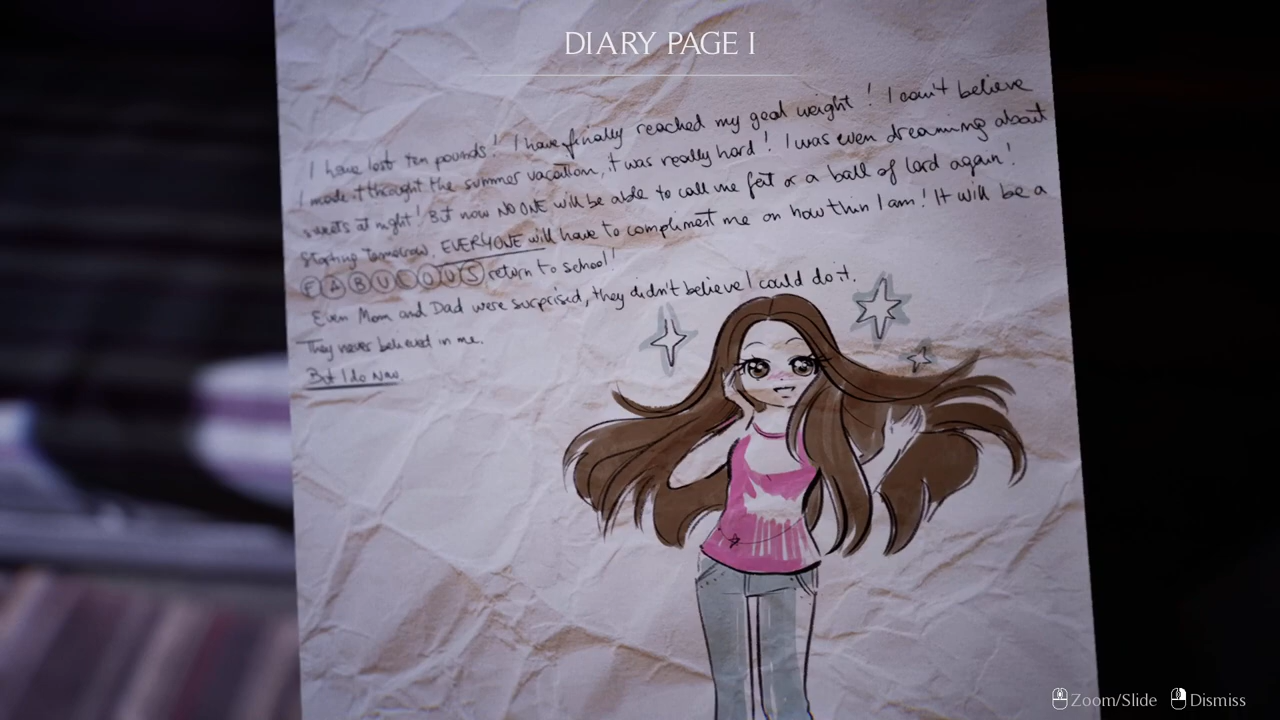 DIARY PAGE I
I have lost ten pounds! I have finally reached my goal weight! I can't believe
I made it thought the summer vacation, it was really hard! I was even dreaming about
sweets at night! But now NO ONE will be able to call me fat or a ball of lard again!
Starting tomorrow, EVERYONE will have to compliment me on how thin I am! It will be a
FABULOUS return to school!
Even Mom and Dad were surprised, they didn't believe I could do it.
They never believed in me.
But I do Now
Zoom/Slide Dismiss